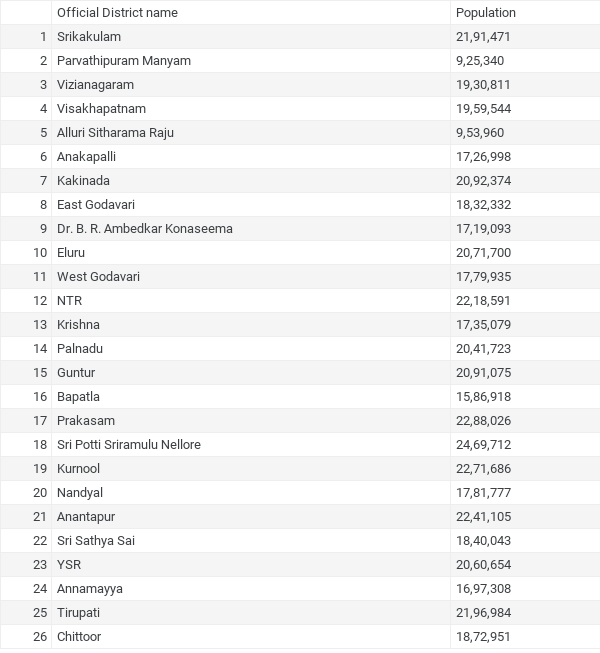 Official District name Population
1 Srikakulam 21,91,471
2 Parvathipuram Manyam 9,25,340
3 Vizianagaram 19,30,811
4 Visakhapatnam 19,59,544
5 Alluri Sitharama Raju 9,53,960
6 Anakapalli 17,26,998
7 Kakinada 20,92,374
8 East Godavari 18,32,332
9 Dr. B. R. Ambedkar Konaseema 17,19,093
10 Eluru 20,71,700
11 West Godavari 17,79,935
12 NTR 22,18,591
13 Krishna 17,35,079
14 Palnadu 20,41,723
15 Guntur 20,91,075
16 Bapatla 15,86,918
17 Prakasam 22,88,026
18 Sri Potti Sriramulu Nellore 24,69,712
19 Kurnool 22,71,686
20 Nandyal 17,81,777
21 Anantapur 22,41,105
22 Sri Sathya Sai 18,40,043
23 YSR 20,60,654
24 Annamayya 16,97,308
25 Tirupati 21,96,984
26 Chittoor 18,72,951